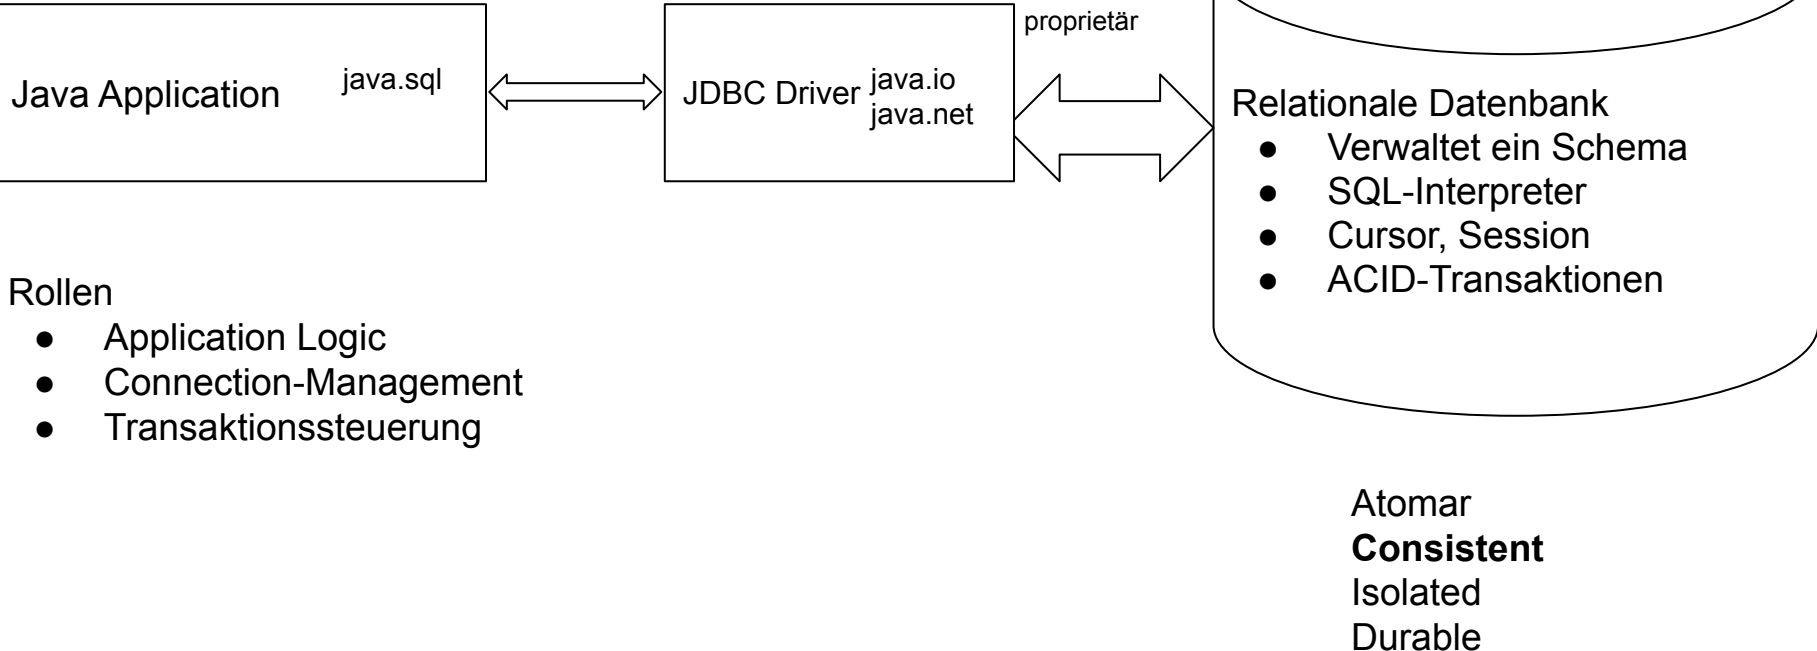 Java Application
java.sql
JDBC Driver
java.io
java.net
proprietär
Relationale Datenbank
● Verwaltet ein Schema
● SQL-Interpreter
● Cursor, Session
● ACID-Transaktionen
Rollen
● Application Logic
● Connection-Management
● Transaktionssteuerung
Atomar
Consistent
Isolated
Durable